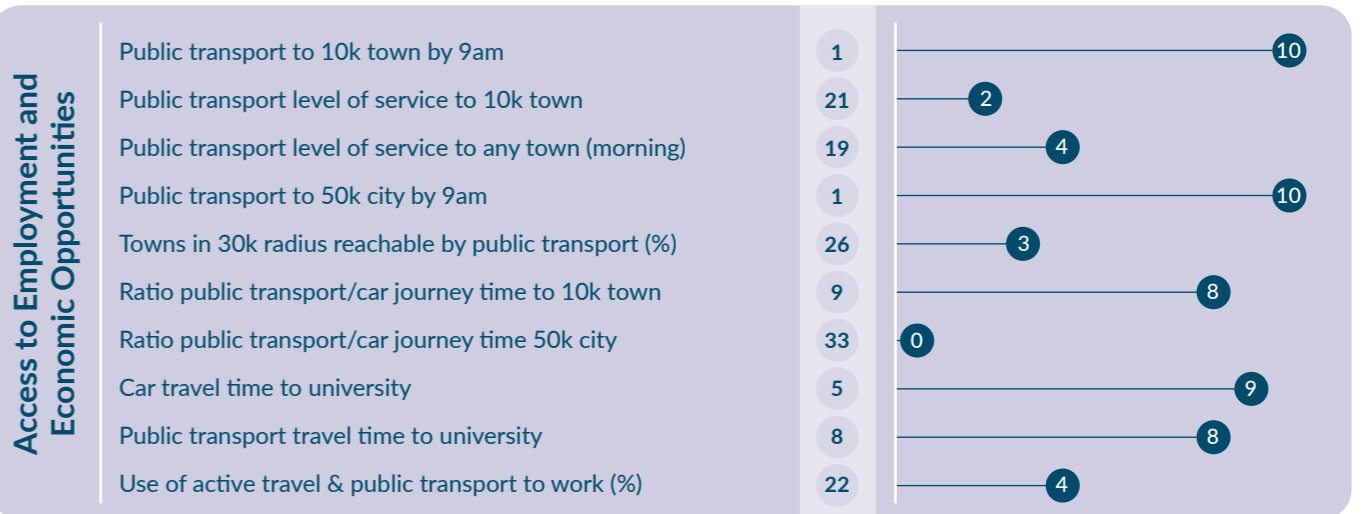 Access to Employment and
Economic Opportunities
Public transport to 10k town by 9am 1 10
Public transport level of service to 10k town 21 2
Public transport level of service to any town (morning) 19 4
Public transport to 50k city by 9am 1 10
Towns in 30k radius reachable by public transport (%) 26 3
Ratio public transport/car journey time to 10k town 9 8
Ratio public transport/car journey time 50k city 33 0
Car travel time to university 5 9
Public transport travel time to university 8 8
Use of active travel & public transport to work (%) 22 4